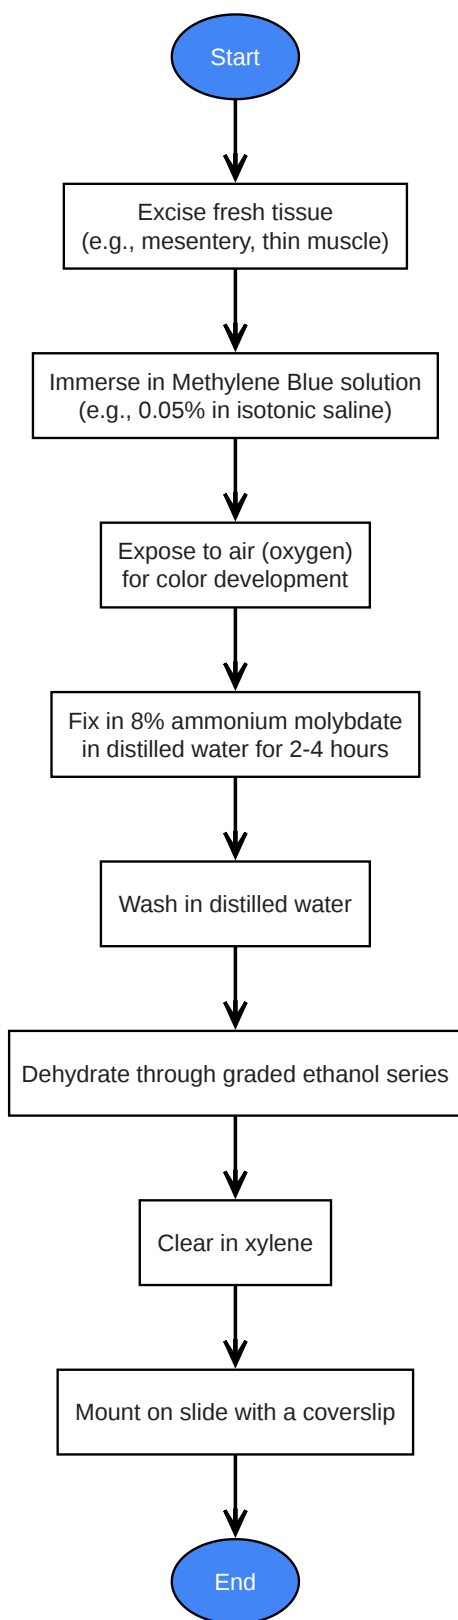 Start
Excise fresh tissue
(e.g., mesentery, thin muscle)
Immerse in Methylene Blue solution
(e.g., 0.05% in isotonic saline)
Expose to air (oxygen)
for color development
Fix in 8% ammonium molybdate
in distilled water for 2-4 hours
Wash in distilled water
Dehydrate through graded ethanol series
Clear in xylene
Mount on slide with a coverslip
End